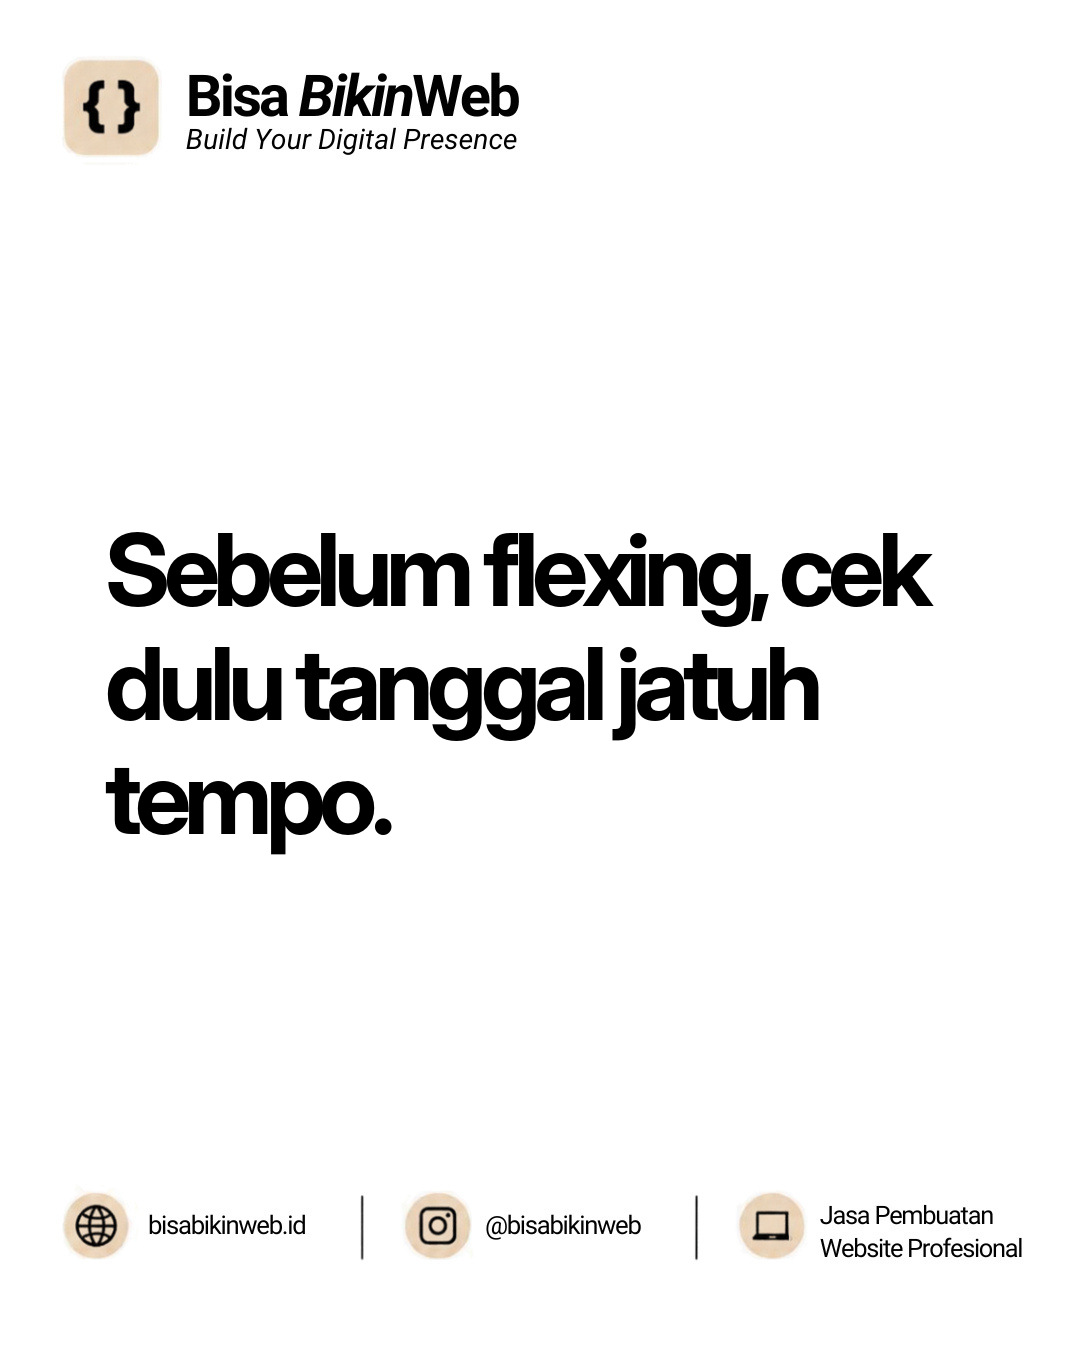 { }
Bisa BikinWeb
Build Your Digital Presence
Sebelum flexing, cek
dulu tanggal jatuh
tempo.
bisabikinweb.id
@bisabikinweb
Jasa Pembuatan
Website Profesional